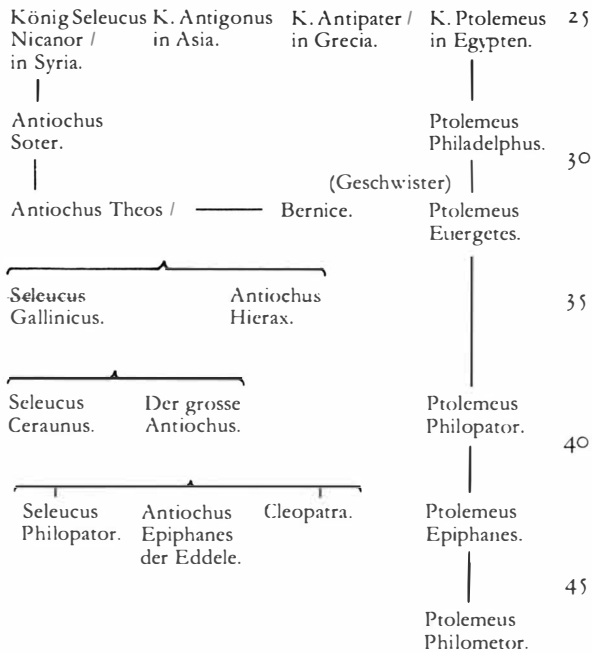 König Seleucus K. Antigonus K. Antipater / K. Ptolemeus 25
Nicanor / in Asia. in Grecia. in Egypten.
in Syria.
Antiochus Ptolemeus
Soter. Philadelphus.
30
(Geschwister)
Antiochus Theos / Bernice. Ptolemeus
Euergetes.
Seleucus Antiochus 35
Gallinicus. Hierax.
Seleucus Der grosse Ptolemeus
Ceraunus. Antiochus. Philopator.
40
Seleucus Antiochus Cleopatra. Ptolemeus
Philopator. Epiphanes Epiphanes.
der Eddele.
45
Ptolemeus
Philometor.